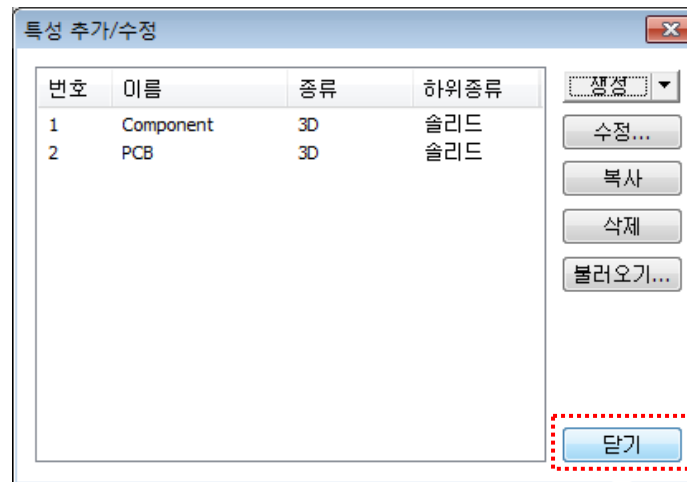 특성 추가/수정
번호 이름 종류 하위종류
1 Component 3D 솔리드
2 PCB 3D 솔리드
생성
수정...
복사
삭제
불러오기...
닫기